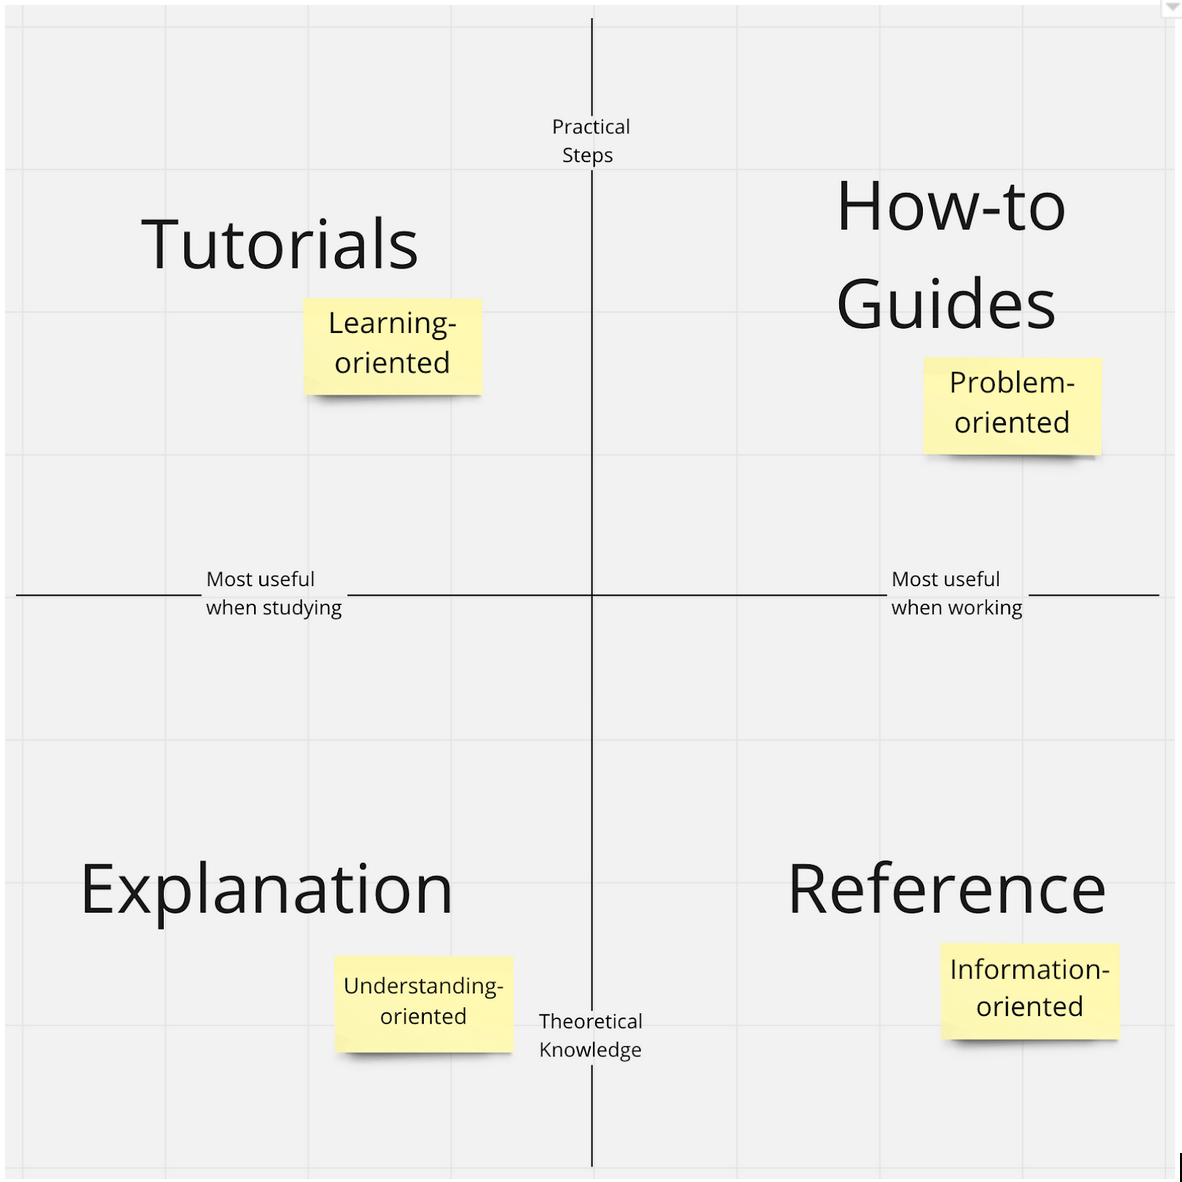 Practical
Steps
Tutorials
Learning-
oriented
How-to
Guides
Problem-
oriented
Most useful
when studying
Most useful
when working
Explanation
Understanding-
oriented
Reference
Information-
oriented
Theoretical
Knowledge